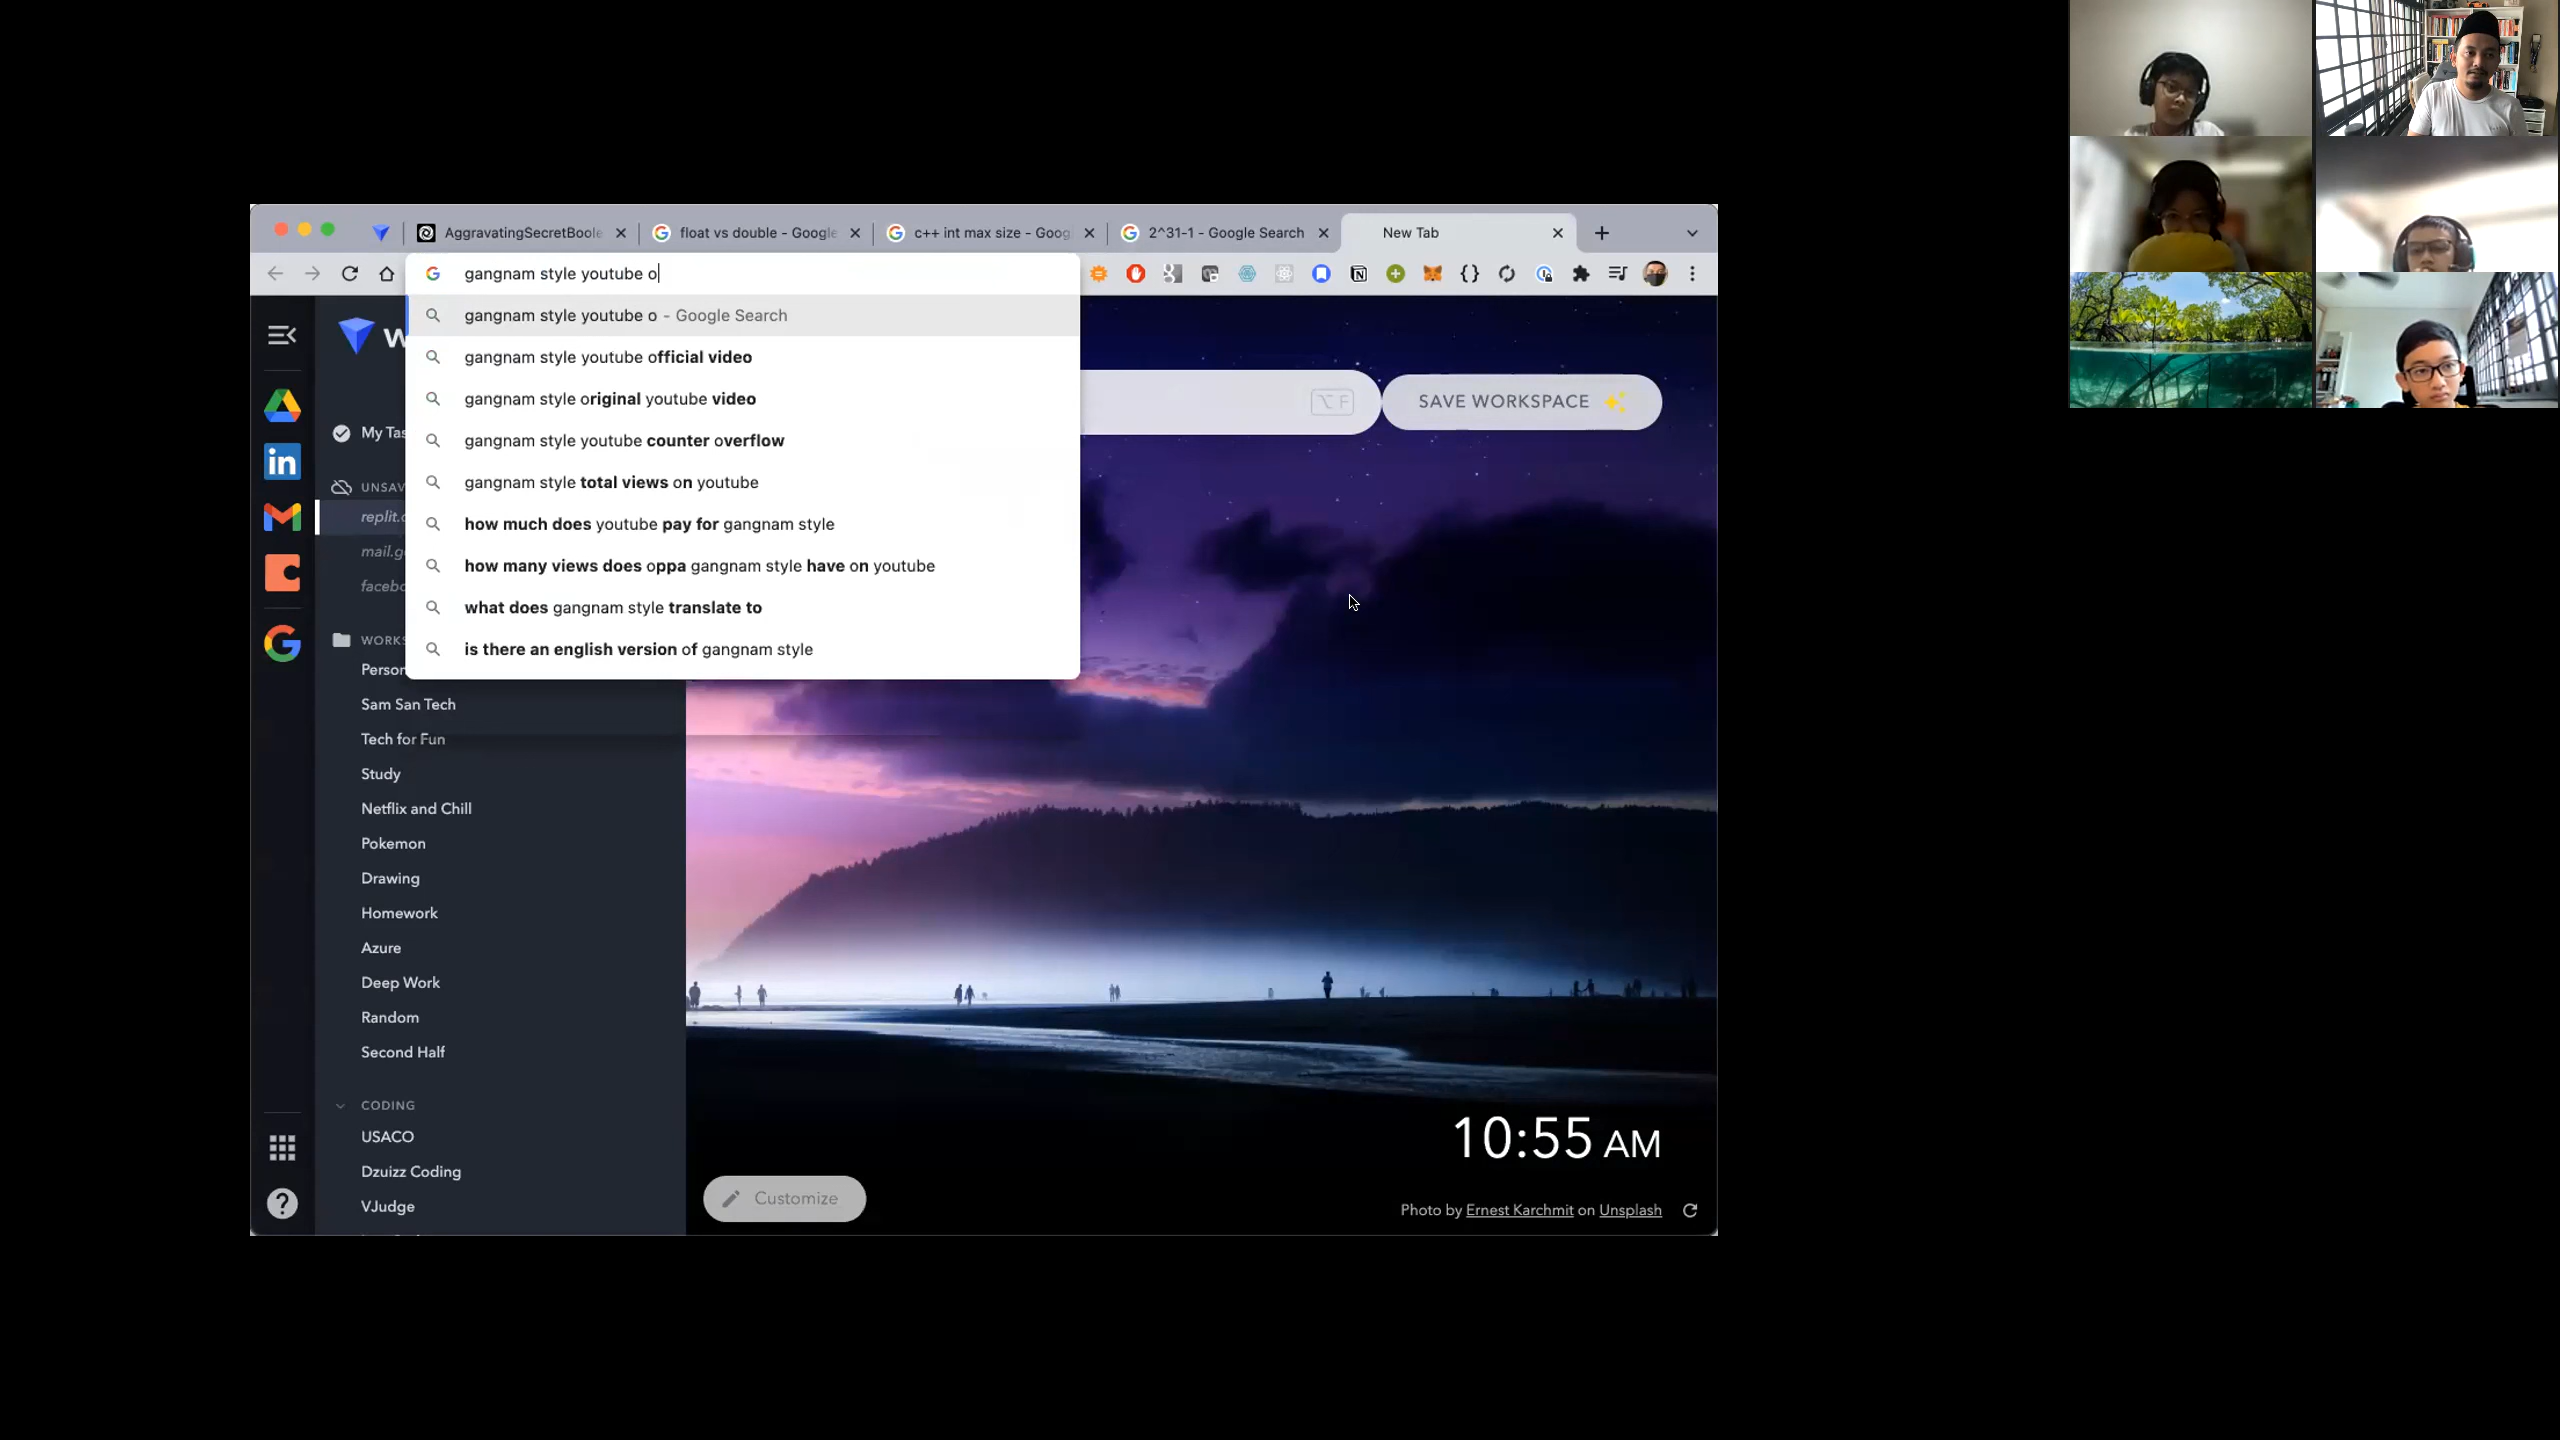 AggravatingSecretBoole
float vs double - Google
c++ int max size - Goog
2^31-1 - Google Search
New Tab
gangnam style youtube o
gangnam style youtube o - Google Search
gangnam style youtube official video
gangnam style original youtube video
gangnam style youtube counter overflow
gangnam style total views on youtube
how much does youtube pay for gangnam style
how many views does oppa gangnam style have on youtube
what does gangnam style translate to
is there an english version of gangnam style
W
⌥ F
SAVE WORKSPACE
My Tas
UNSAV
replit.c
mail.g
facebo
WORKS
Person
Sam San Tech
Tech for Fun
Study
Netflix and Chill
Pokemon
Drawing
Homework
Azure
Deep Work
Random
Second Half
CODING
USACO
Dzuizz Coding
VJudge
10:55 AM
Customize
Photo by Ernest Karchmit on Unsplash